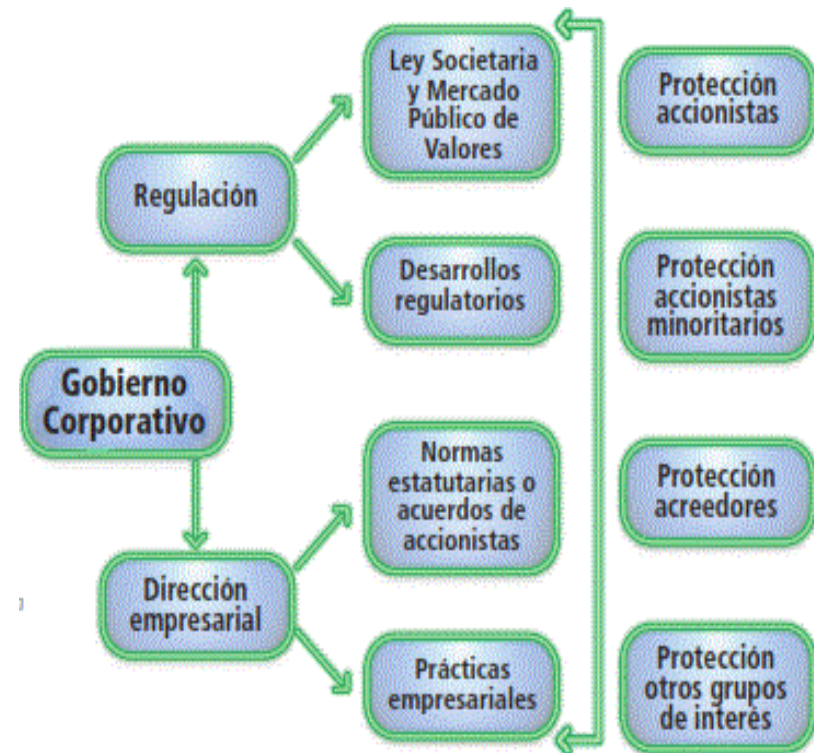 Ley Societaria
y Mercado
Público de
Valores
Protección
accionistas
Regulación
Desarrollos
regulatorios
Protección
accionistas
minoritarios
Gobierno
Corporativo
Normas
estatutarias o
acuerdos de
accionistas
Protección
acreedores
Dirección
empresarial
Prácticas
empresariales
Protección
otros grupos
de interés